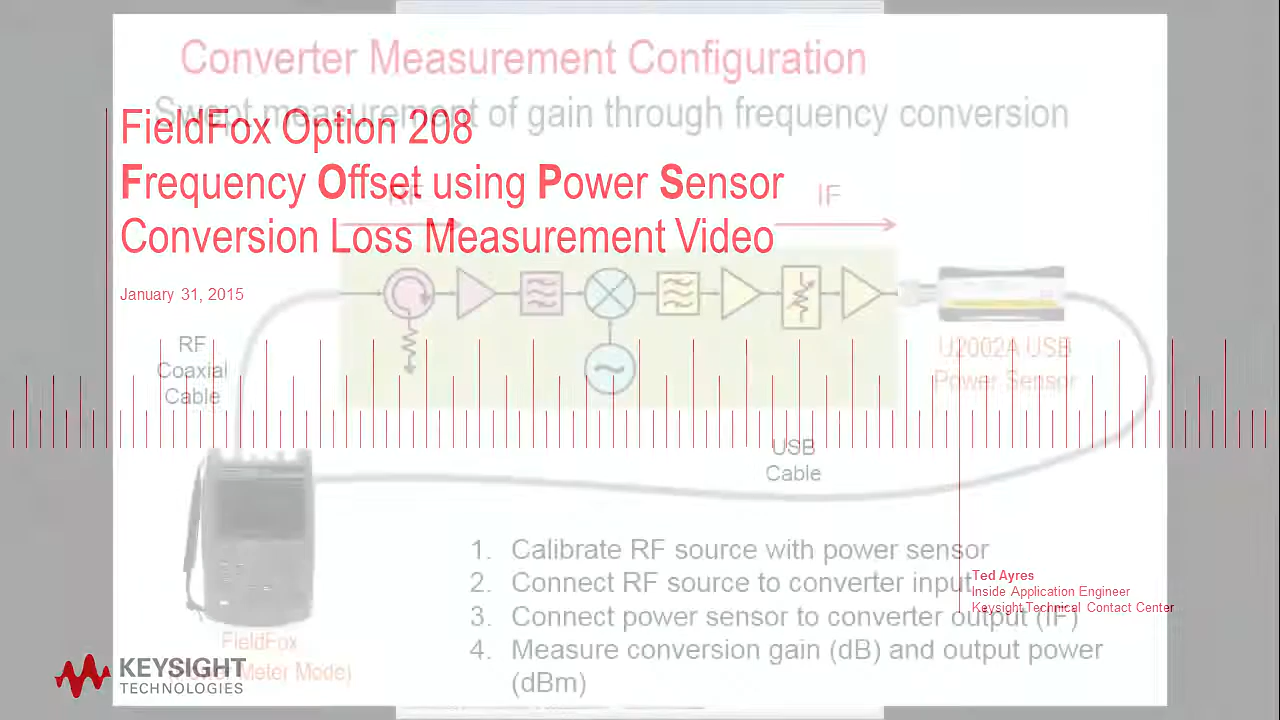 Converter Measurement Configuration
Swept measurement of gain through frequency conversion
FieldFox Option 208
Frequency Offset using Power Sensor
Conversion Loss Measurement Video
January 31, 2015
RF
IF
RF
Coaxial
Cable
U2002A USB
Power Sensor
USB
Cable
1. Calibrate RF source with power sensor
2. Connect RF source to converter input
3. Connect power sensor to converter output (IF)
4. Measure conversion gain (dB) and output power
(dBm)
Ted Ayres
Inside Application Engineer
Keysight Technical Contact Center
FieldFox
Meter Mode)
KEYSIGHT
TECHNOLOGIES